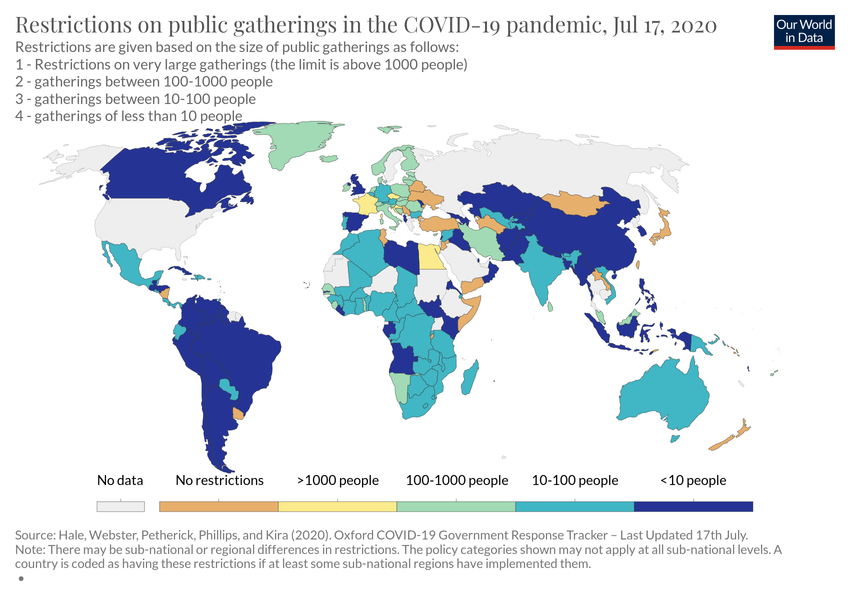 Restrictions on public gatherings in the COVID-19 pandemic, Jul 17, 2020
Our World
in Data
Restrictions are given based on the size of public gatherings as follows:
1 - Restrictions on very large gatherings (the limit is above 1000 people)
2 - gatherings between 100-1000 people
3 - gatherings between 10-100 people
4 - gatherings of less than 10 people
No data
No restrictions
>1000 people
100-1000 people
10-100 people
<10 people
Source: Hale, Webster, Petherick, Phillips, and Kira (2020). Oxford COVID-19 Government Response Tracker – Last Updated 17th July.
Note: There may be sub-national or regional differences in restrictions. The policy categories shown may not apply at all sub-national levels. A
country is coded as having these restrictions if at least some sub-national regions have implemented them.